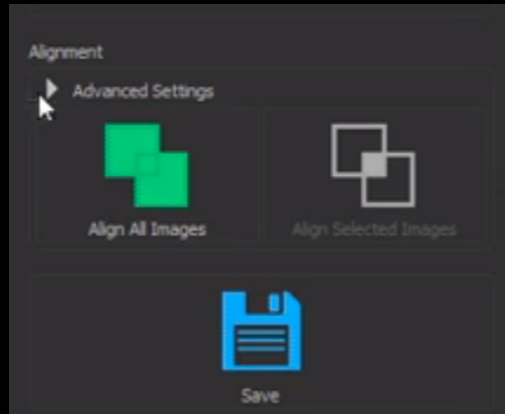 Alignment
Advanced Settings
Align All Images
Align Selected Images
Save